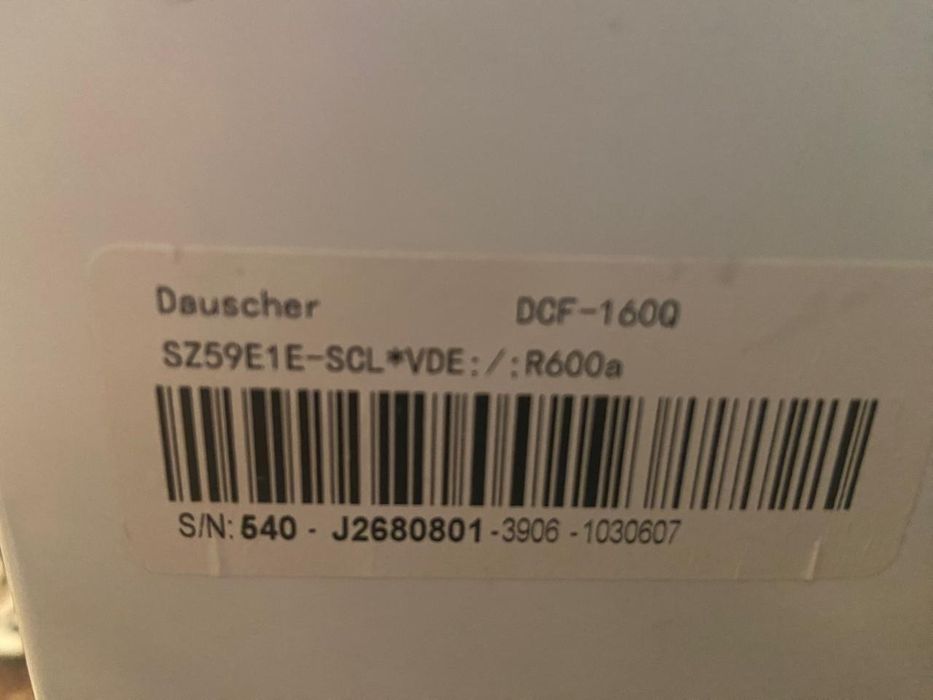 Dauscher DCF-160Q
SZ59E1E-SCL*VDE:/:R600a
S/N: 540 - J2680801-3906 -1030607